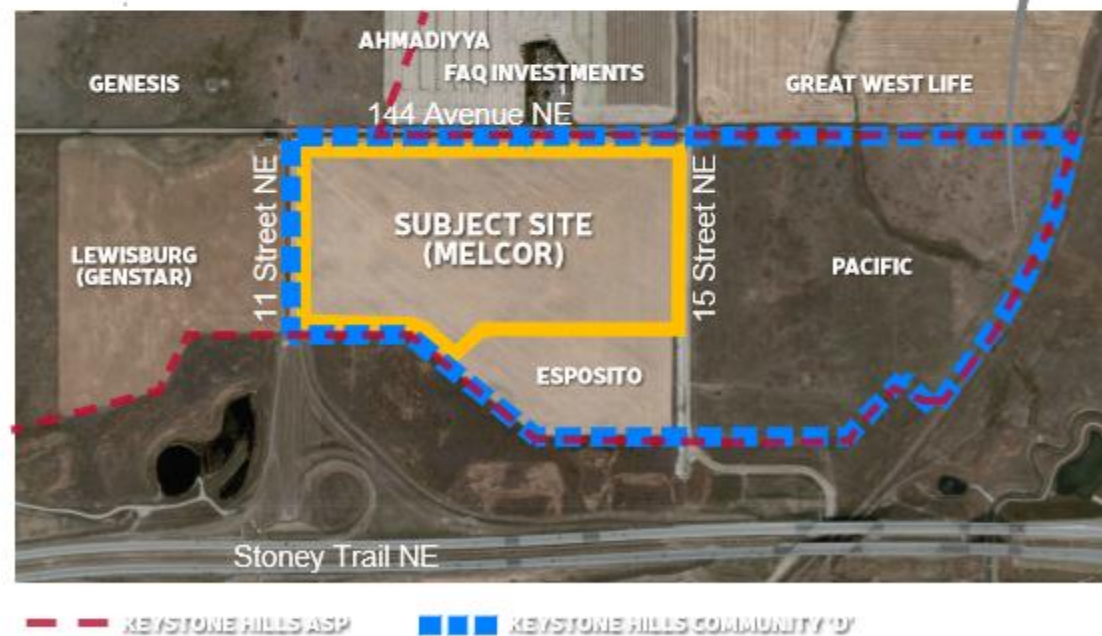 AHMADIYYA
GENESIS
FAQ INVESTMENTS
GREAT WEST LIFE
144 Avenue NE
11 Street NE
SUBJECT SITE
(MELCOR)
15 Street NE
LEWISBURG
(GENSTAR)
PACIFIC
ESPOSITO
Stoney Trail NE
KEYSTONE HILLS ASP
KEYSTONE HILLS COMMUNITY 'D'